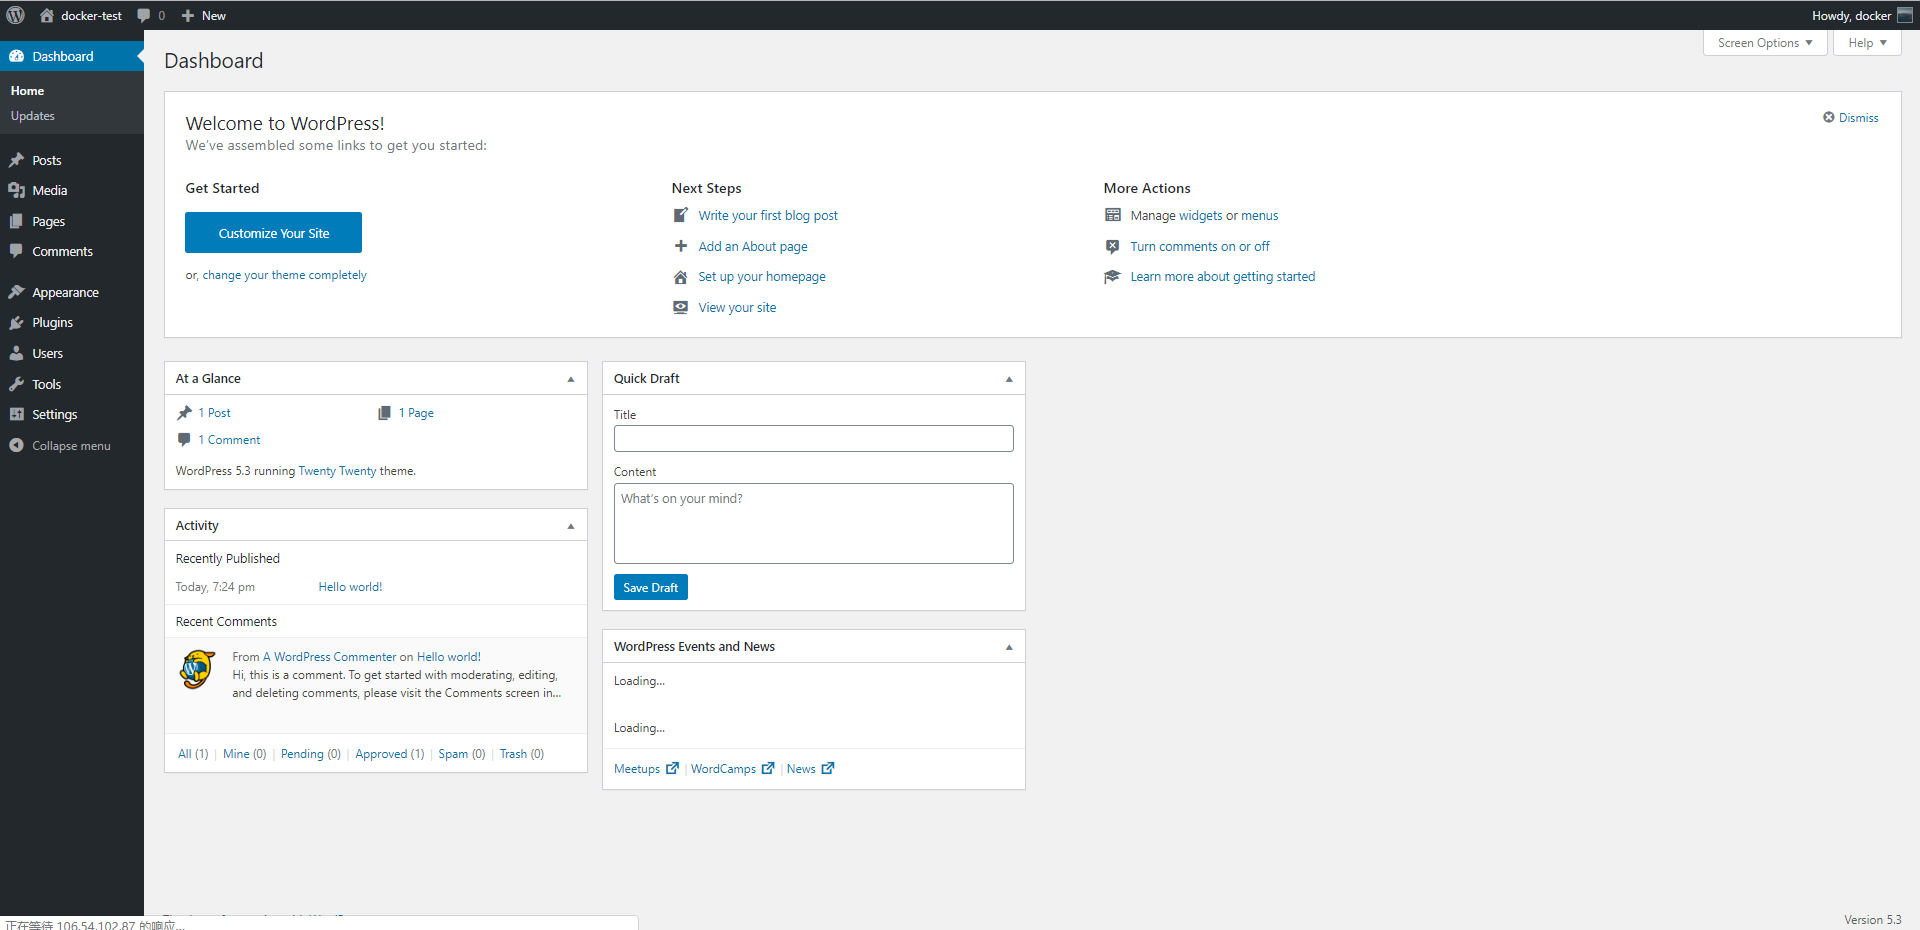 docker-test 0 New Howdy, docker
Screen Options Help
Dashboard
Home
Updates
Posts
Media
Pages
Comments
Appearance
Plugins
Users
Tools
Settings
Collapse menu
Dashboard
Welcome to WordPress!
Dismiss
We've assembled some links to get you started:
Get Started
Customize Your Site
or, change your theme completely
Next Steps
Write your first blog post
Add an About page
Set up your homepage
View your site
More Actions
Manage widgets or menus
Turn comments on or off
Learn more about getting started
At a Glance
1 Post 1 Page
1 Comment
WordPress 5.3 running Twenty Twenty theme.
Activity
Recently Published
Today, 7:24 pm Hello world!
Recent Comments
From A WordPress Commenter on Hello world!
Hi, this is a comment. To get started with moderating, editing,
and deleting comments, please visit the Comments screen in...
All (1) | Mine (0) | Pending (0) | Approved (1) | Spam (0) | Trash (0)
Quick Draft
Title
Content
What's on your mind?
Save Draft
WordPress Events and News
Loading...
Loading...
Meetups | WordCamps | News
正在等待 106.54.102.87 的响应...
Version 5.3